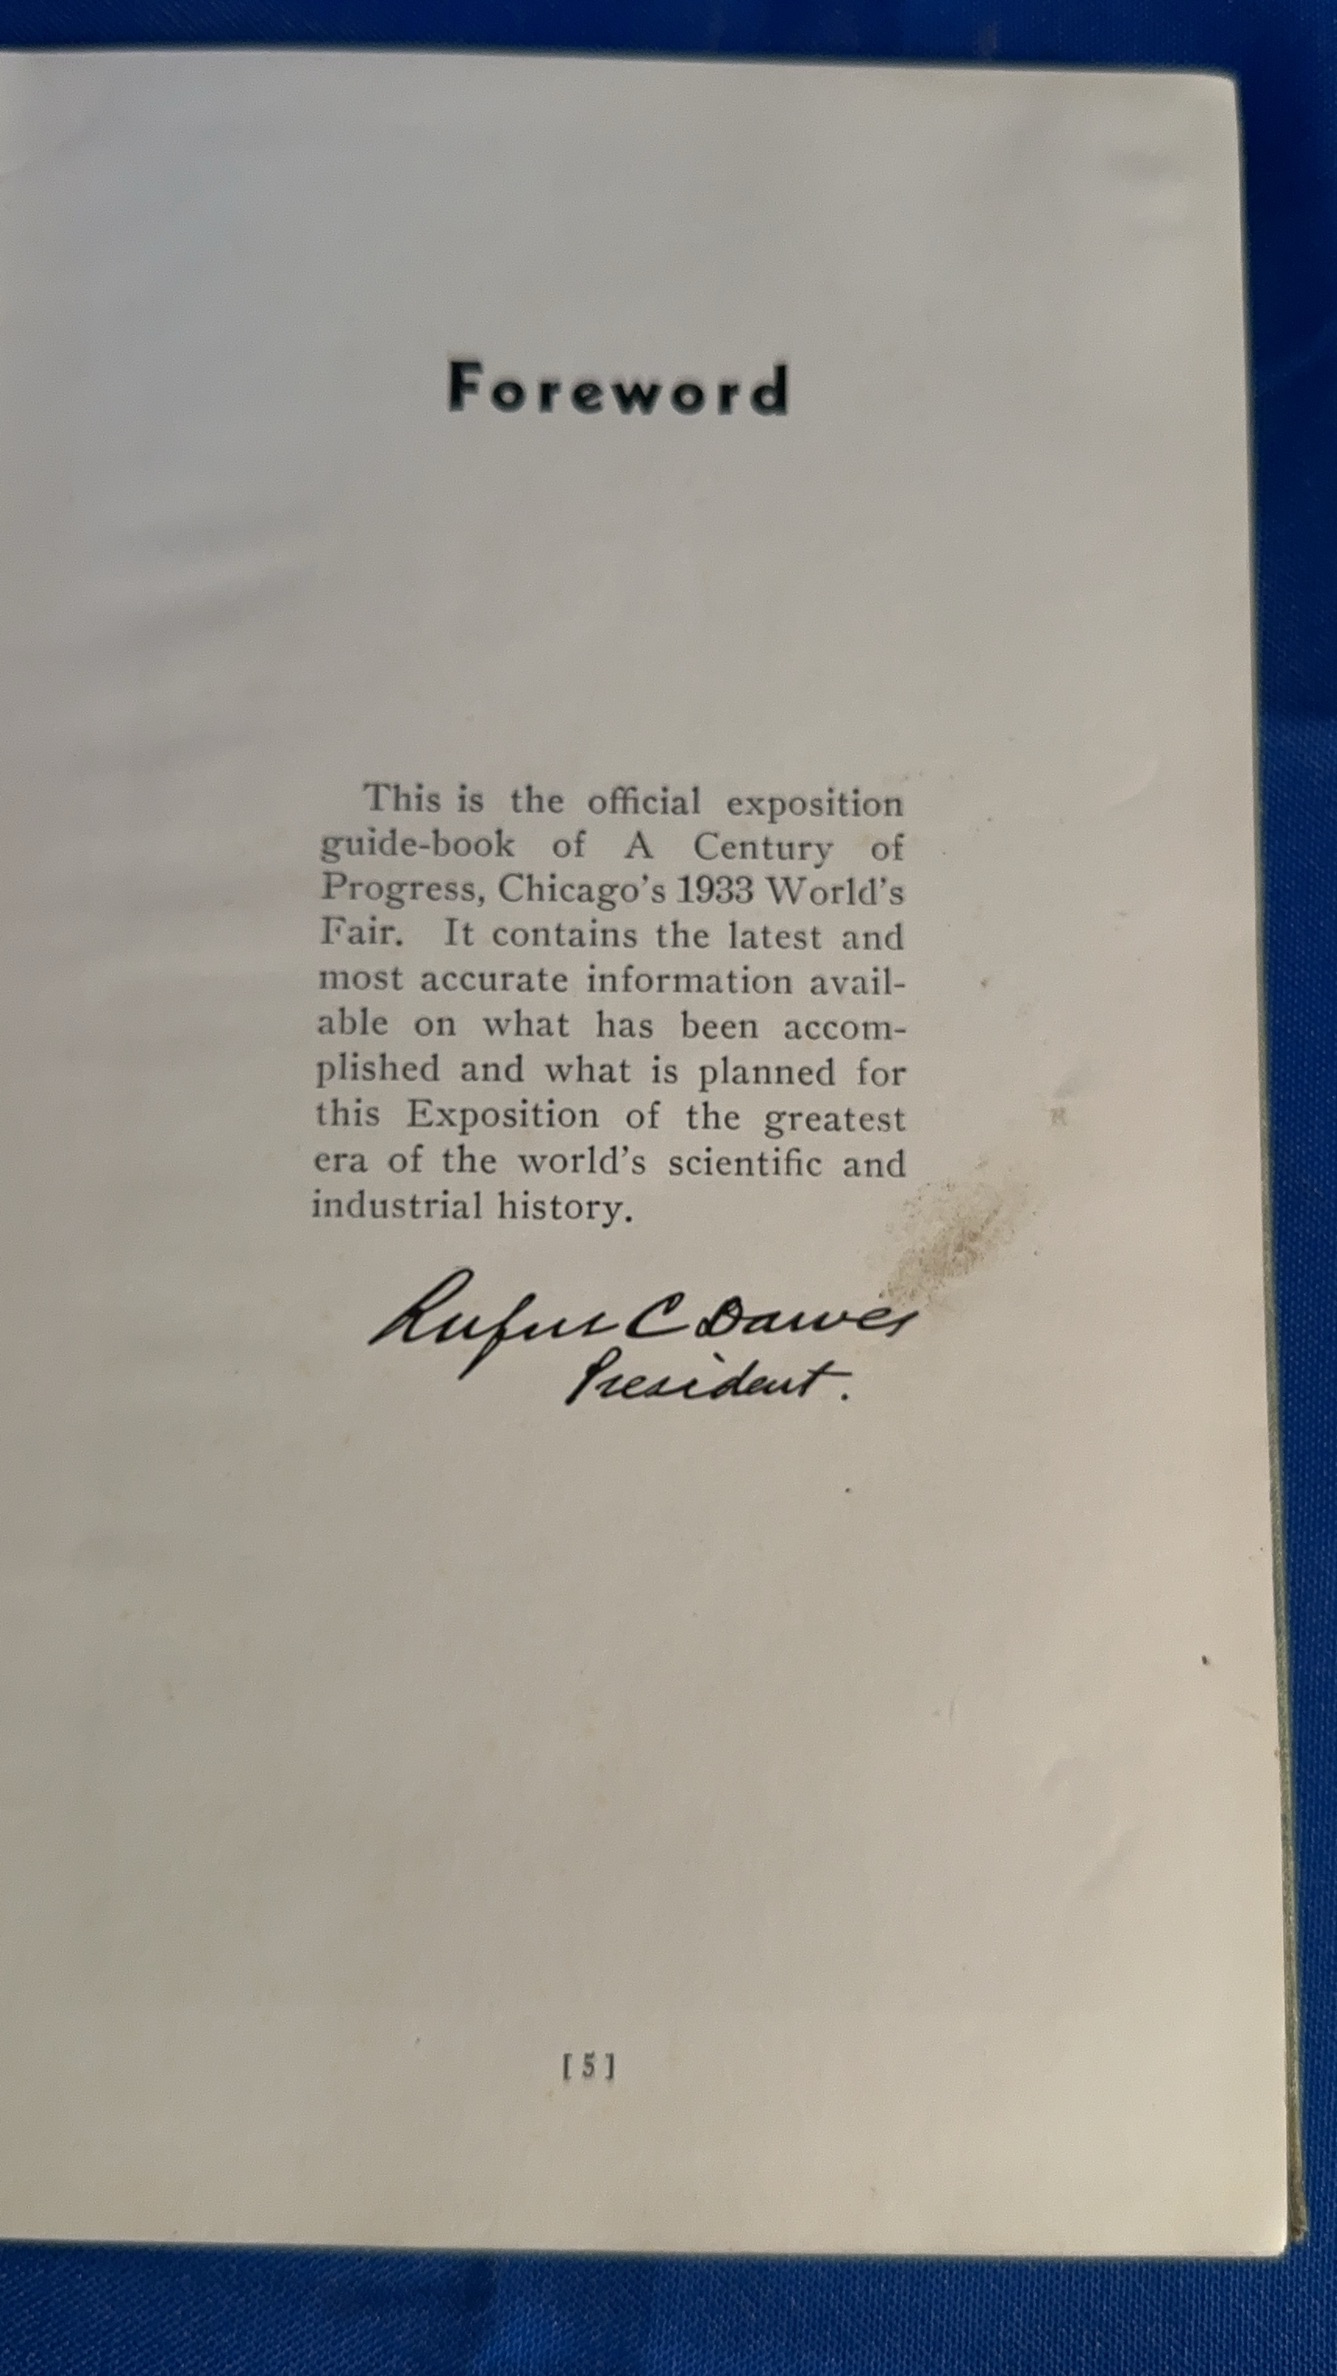 Foreword
This is the official exposition
guide-book of A Century of
Progress, Chicago's 1933 World's
Fair. It contains the latest and
most accurate information avail-
able on what has been accom-
plished and what is planned for
this Exposition of the greatest
era of the world's scientific and
industrial history.
Rufus C Dawes
President.
[5]